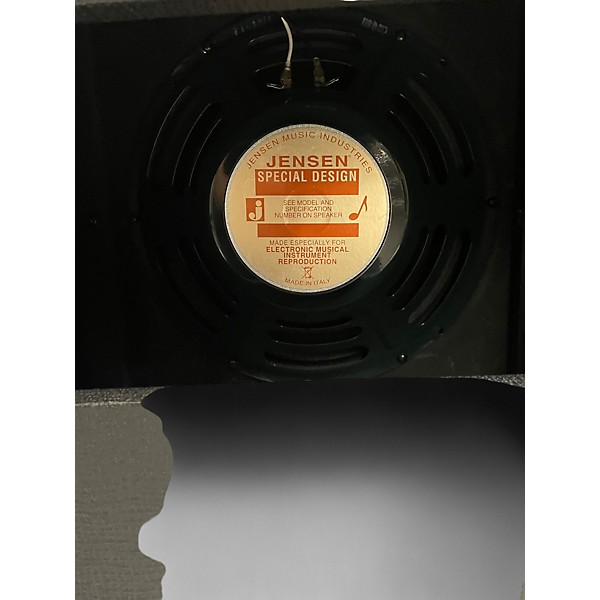 JENSEN MUSIC INDUSTRIES
JENSEN
SPECIAL DESIGN
SEE MODEL AND
SPECIFICATION
NUMBER ON SPEAKER
j
MADE ESPECIALLY FOR
ELECTRONIC MUSICAL
INSTRUMENT
REPRODUCTION
MADE IN ITALY